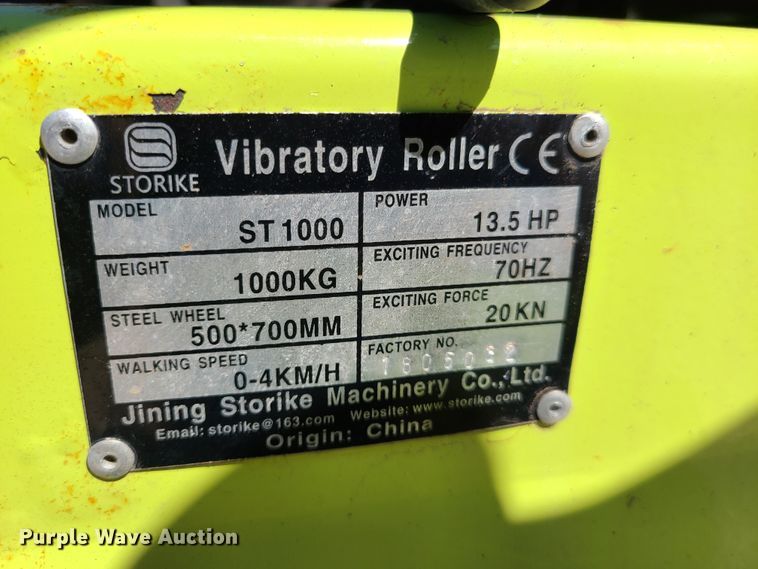 STORIKE
Vibratory Roller CE
MODEL ST1000
POWER 13.5 HP
WEIGHT 1000KG
EXCITING FREQUENCY 70HZ
STEEL WHEEL 500*700MM
EXCITING FORCE 20KN
WALKING SPEED 0-4KM/H
FACTORY NO.
Jining Storike Machinery Co., Ltd.
Email: storike@163.com Website: www.storike.com
Origin: China
Purple Wave Auction